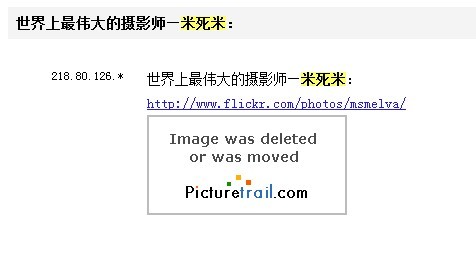 世界上最伟大的摄影师—米死米：
218.80.126.*
世界上最伟大的摄影师—米死米：
http://www.flickr.com/photos/msmelva/
Image was deleted
or was moved
Picturetrail.com